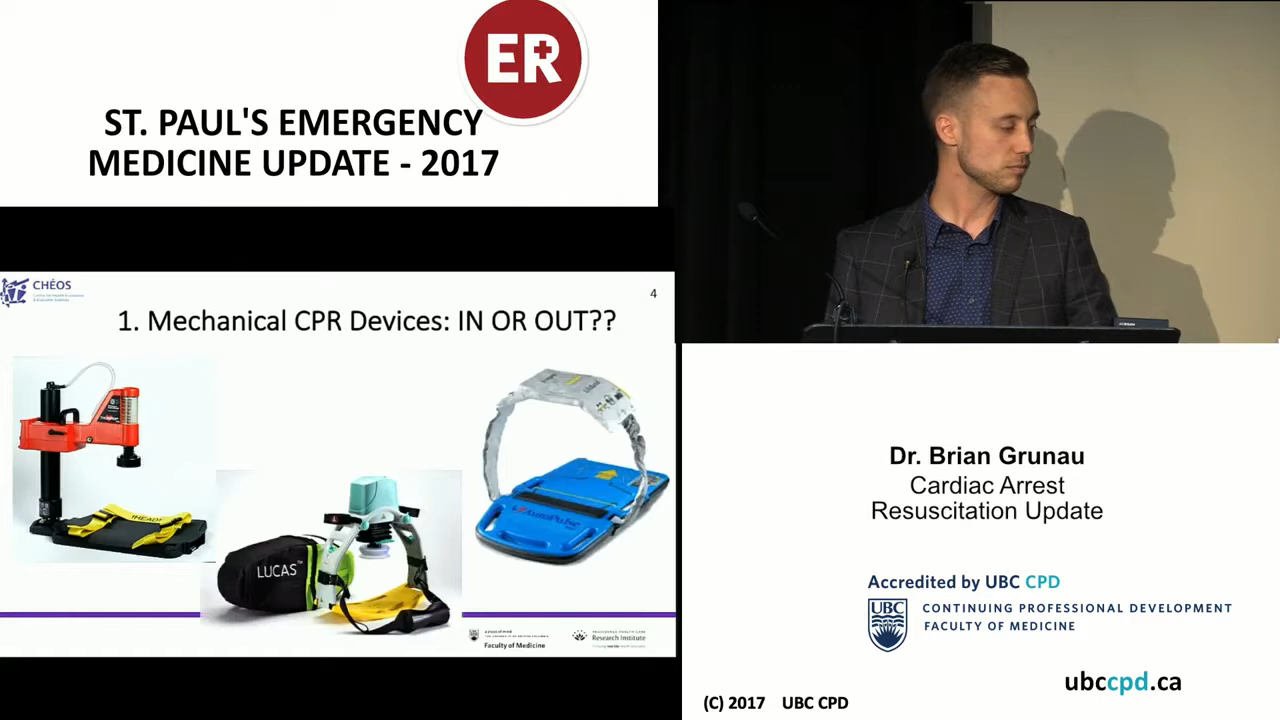 ER
ST. PAUL'S EMERGENCY
MEDICINE UPDATE - 2017
CHÉOS
4
1. Mechanical CPR Devices: IN OR OUT??
HEAD
LUCAS™
AutoPulse
Faculty of Medicine
Research Institute
Dr. Brian Grunau
Cardiac Arrest
Resuscitation Update
Accredited by UBC CPD
UBC
CONTINUING PROFESSIONAL DEVELOPMENT
FACULTY OF MEDICINE
ubccpd.ca
(C) 2017 UBC CPD